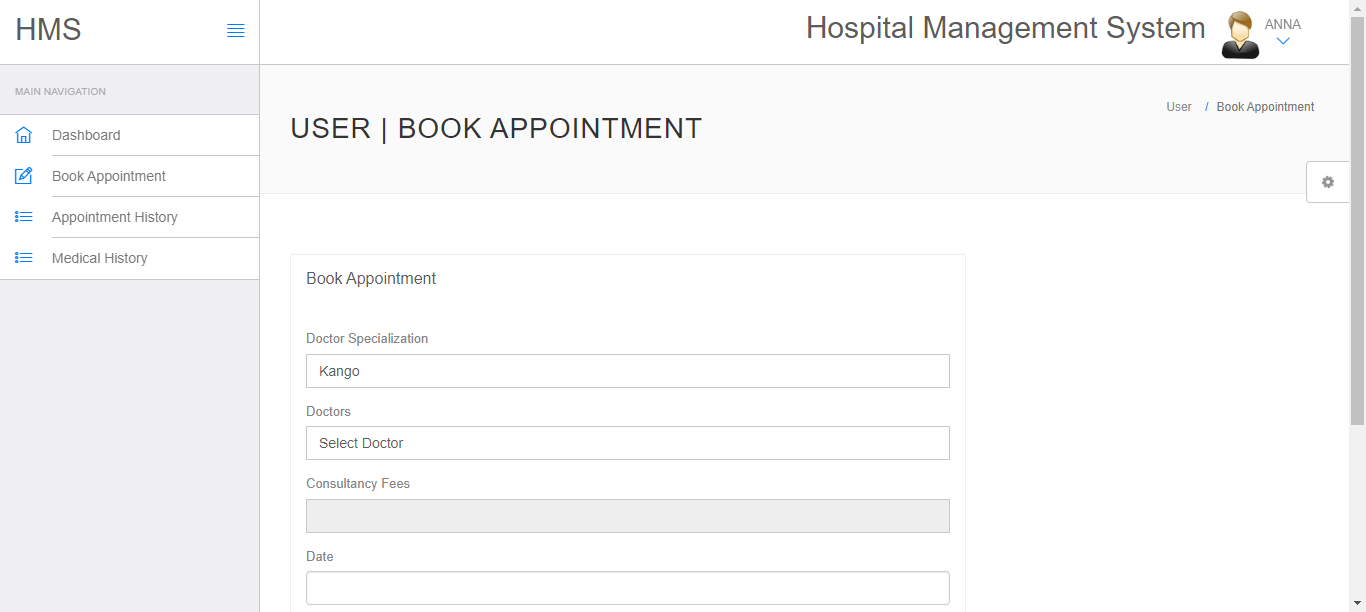 HMS
Hospital Management System
ANNA
MAIN NAVIGATION
Dashboard
Book Appointment
Appointment History
Medical History
USER | BOOK APPOINTMENT
User / Book Appointment
Book Appointment
Doctor Specialization
Kango
Doctors
Select Doctor
Consultancy Fees
Date